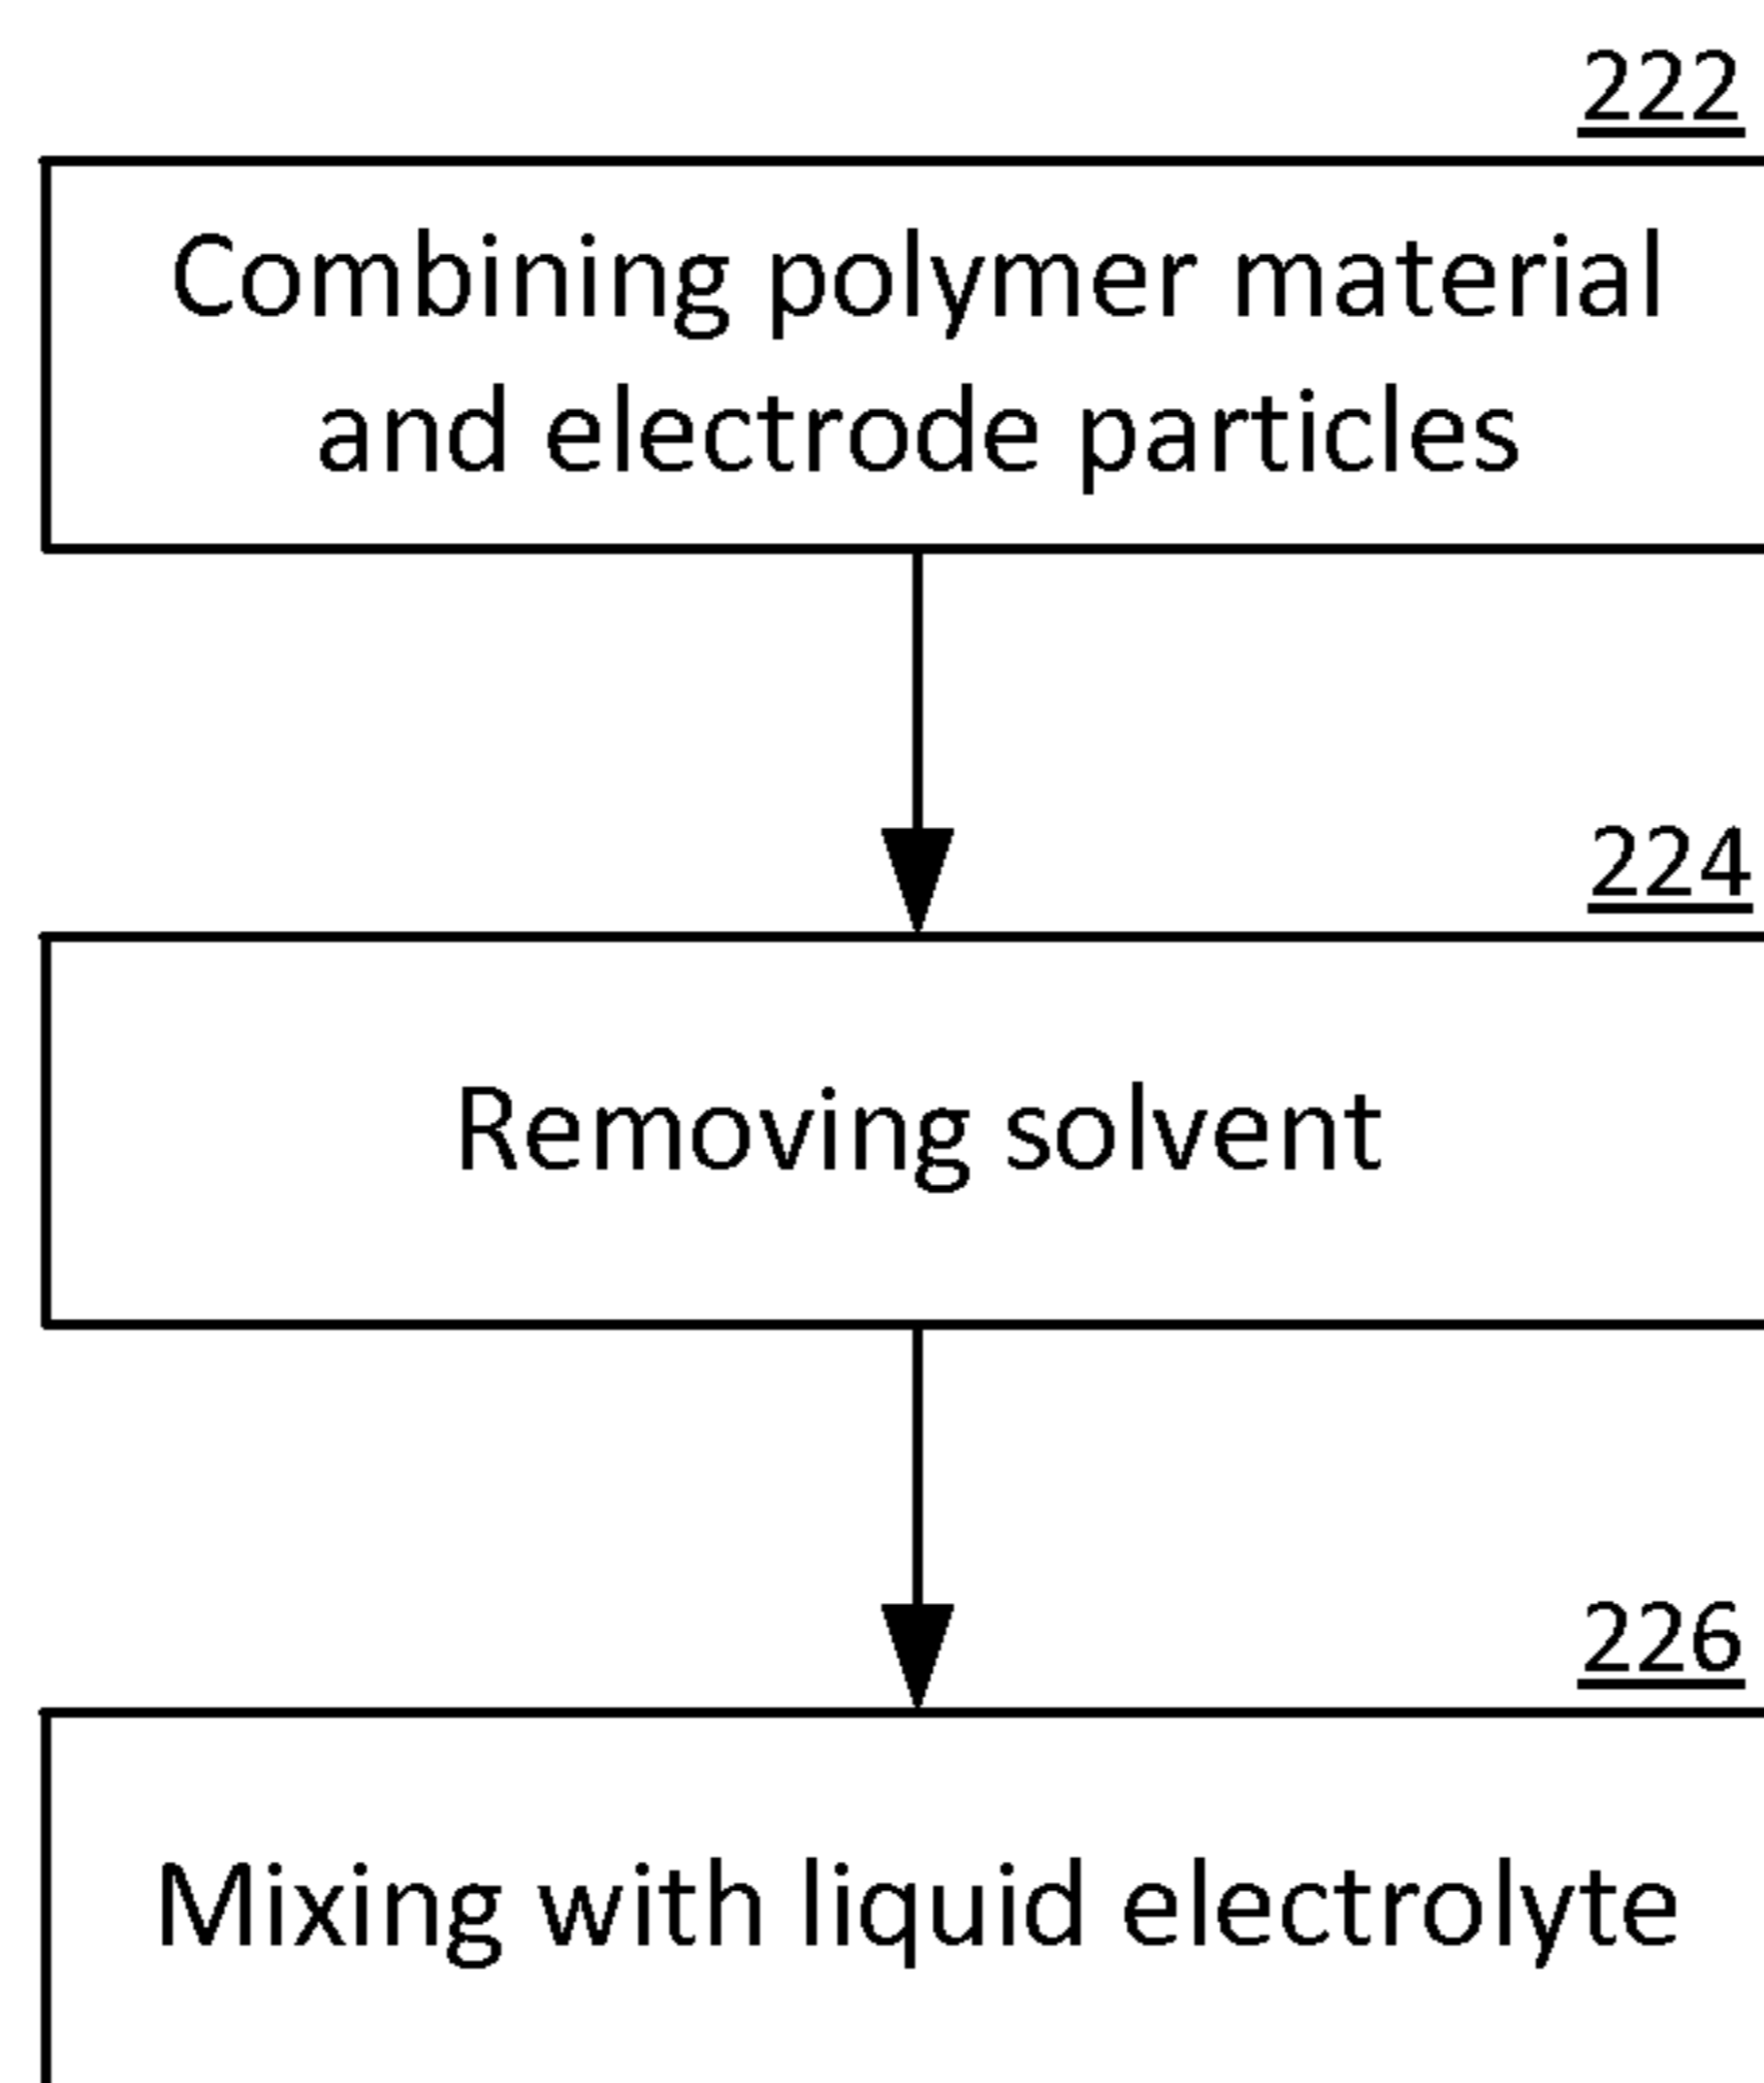 222
Combining polymer material
and electrode particles
224
Removing solvent
226
Mixing with liquid electrolyte